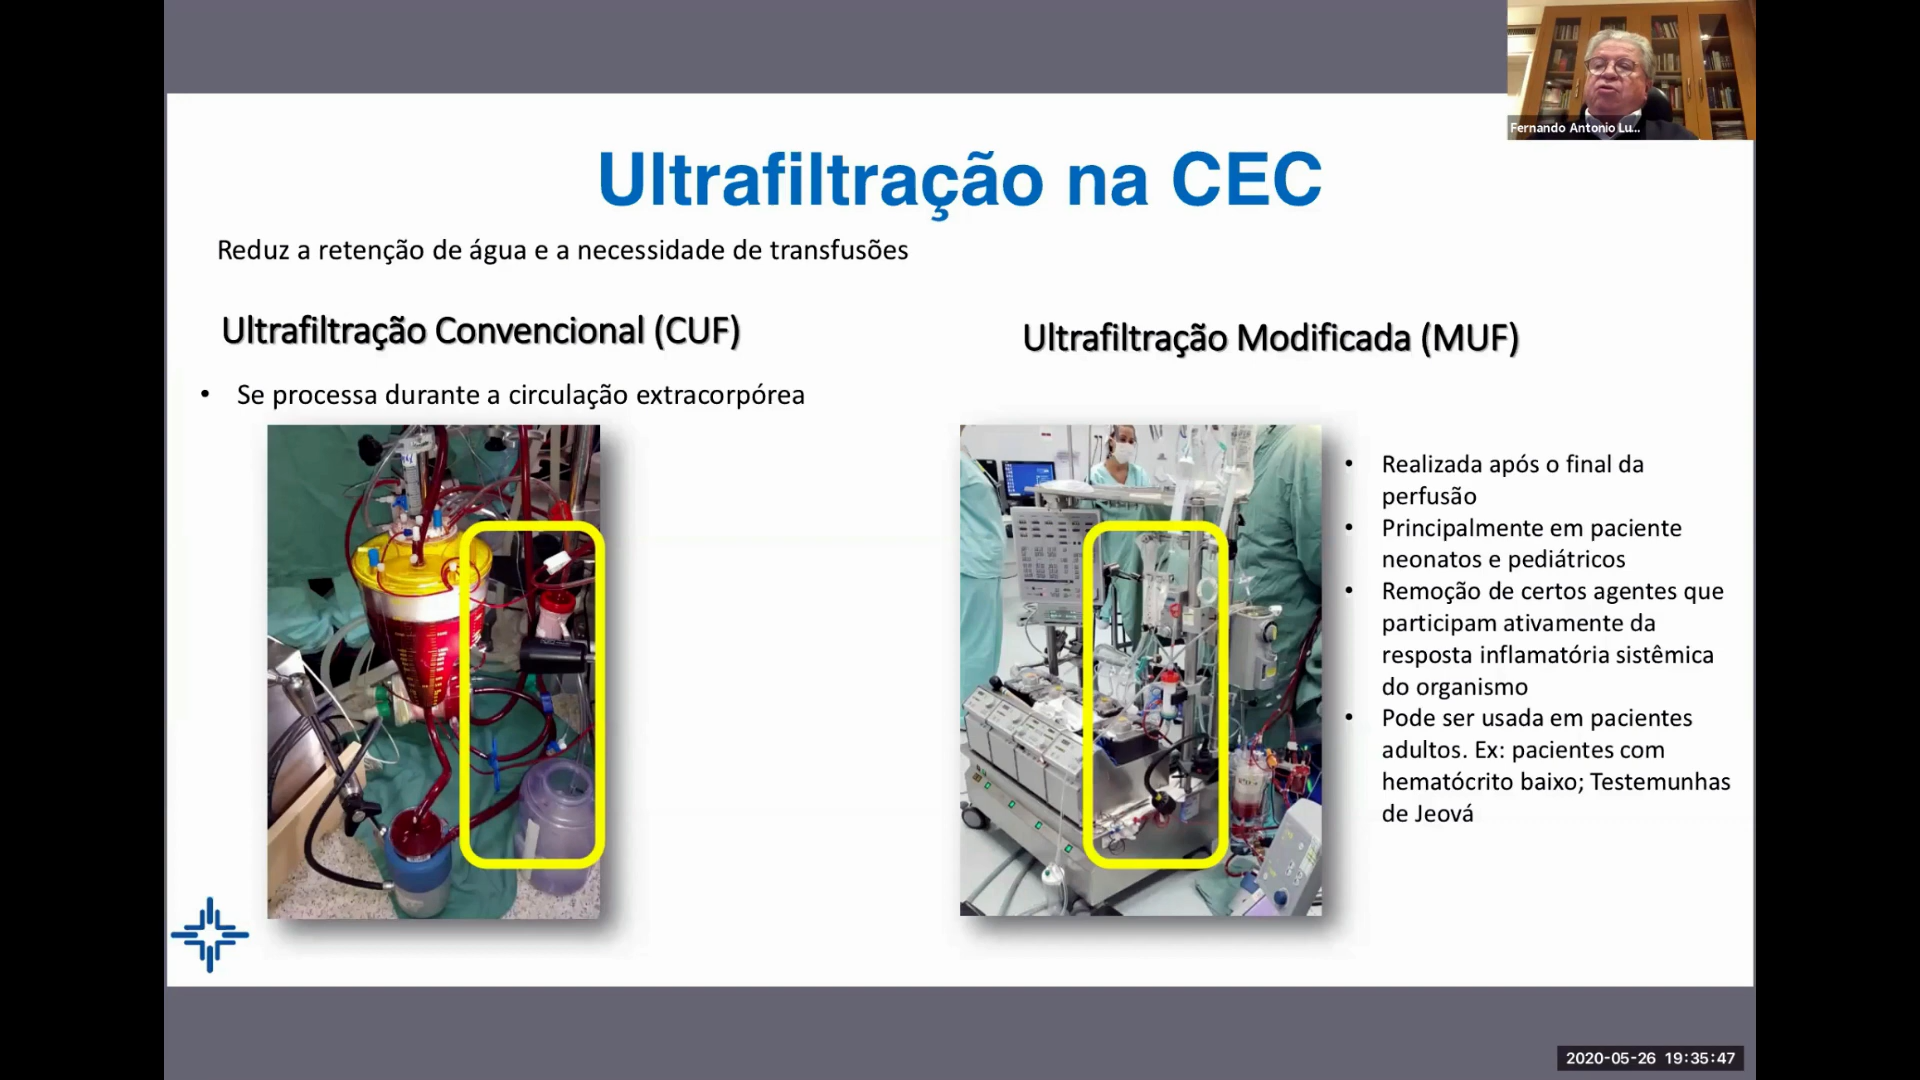 Fernando Antonio Lu...
Ultrafiltração na CEC
Reduz a retenção de água e a necessidade de transfusões
Ultrafiltração Convencional (CUF)
• Se processa durante a circulação extracorpórea
Ultrafiltração Modificada (MUF)
• Realizada após o final da
perfusão
• Principalmente em paciente
neonatos e pediátricos
• Remoção de certos agentes que
participam ativamente da
resposta inflamatória sistêmica
do organismo
• Pode ser usada em pacientes
adultos. Ex: pacientes com
hematócrito baixo; Testemunhas
de Jeová
2020-05-26 19:35:47